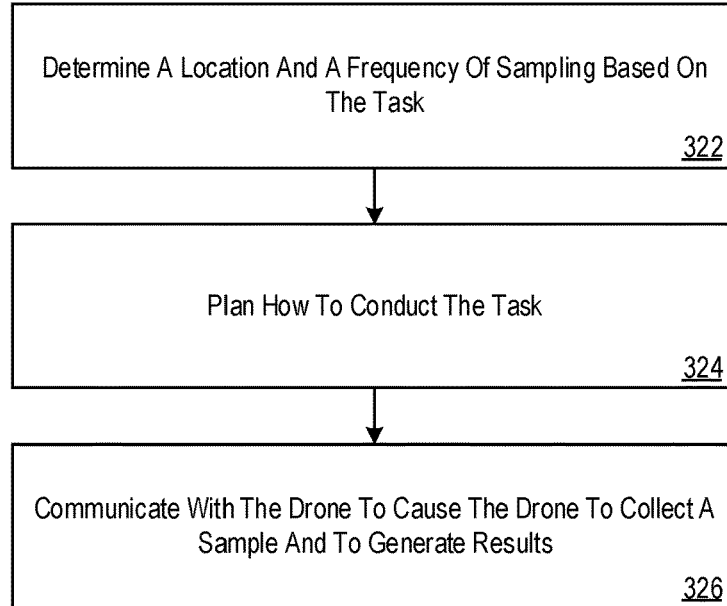 Determine A Location And A Frequency Of Sampling Based On
The Task
322
Plan How To Conduct The Task
324
Communicate With The Drone To Cause The Drone To Collect A
Sample And To Generate Results
326